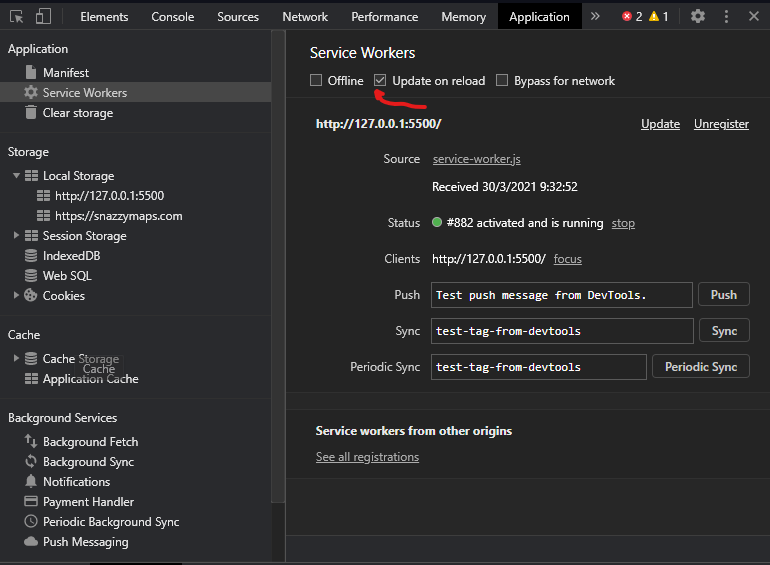 Elements Console Sources Network Performance Memory Application » 2 1
Application
Manifest
Service Workers
Clear storage
Storage
Local Storage
http://127.0.0.1:5500
https://snazzymaps.com
Session Storage
IndexedDB
Web SQL
Cookies
Cache
Cache Storage
Cache
Application Cache
Background Services
Background Fetch
Background Sync
Notifications
Payment Handler
Periodic Background Sync
Push Messaging
Service Workers
Offline Update on reload Bypass for network
http://127.0.0.1:5500/ Update Unregister
Source service-worker.js
Received 30/3/2021 9:32:52
Status #882 activated and is running stop
Clients http://127.0.0.1:5500/ focus
Push Test push message from DevTools. Push
Sync test-tag-from-devtools Sync
Periodic Sync test-tag-from-devtools Periodic Sync
Service workers from other origins
See all registrations